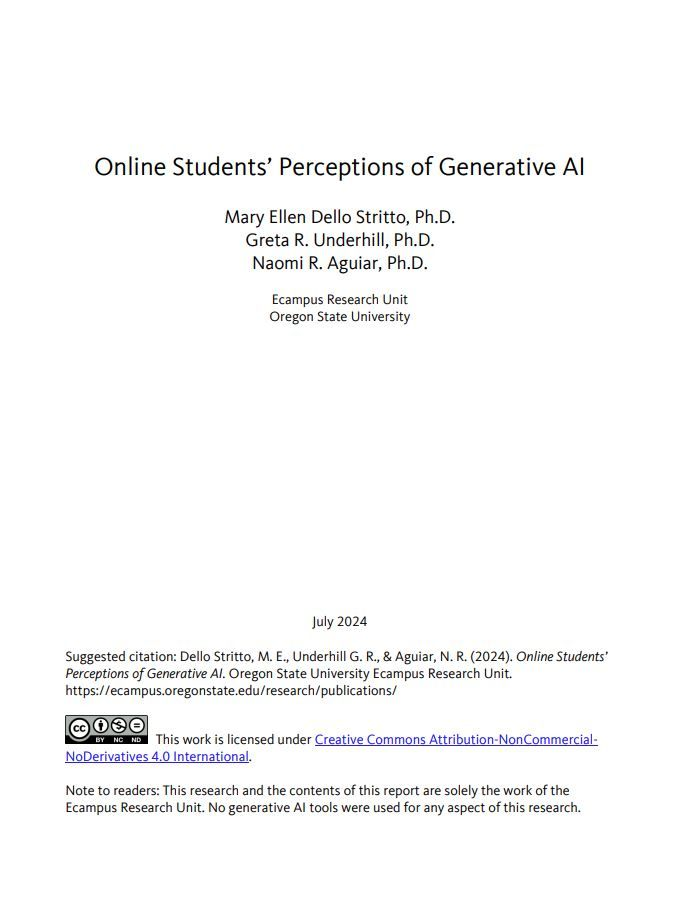 Online Students’ Perceptions of Generative AI
Mary Ellen Dello Stritto, Ph.D.
Greta R. Underhill, Ph.D.
Naomi R. Aguiar, Ph.D.
Ecampus Research Unit
Oregon State University
July 2024
Suggested citation: Dello Stritto, M. E., Underhill G. R., & Aguiar, N. R. (2024). Online Students’
Perceptions of Generative AI. Oregon State University Ecampus Research Unit.
https://ecampus.oregonstate.edu/research/publications/
cc BY NC ND This work is licensed under Creative Commons Attribution-NonCommercial-
NoDerivatives 4.0 International.
Note to readers: This research and the contents of this report are solely the work of the
Ecampus Research Unit. No generative AI tools were used for any aspect of this research.